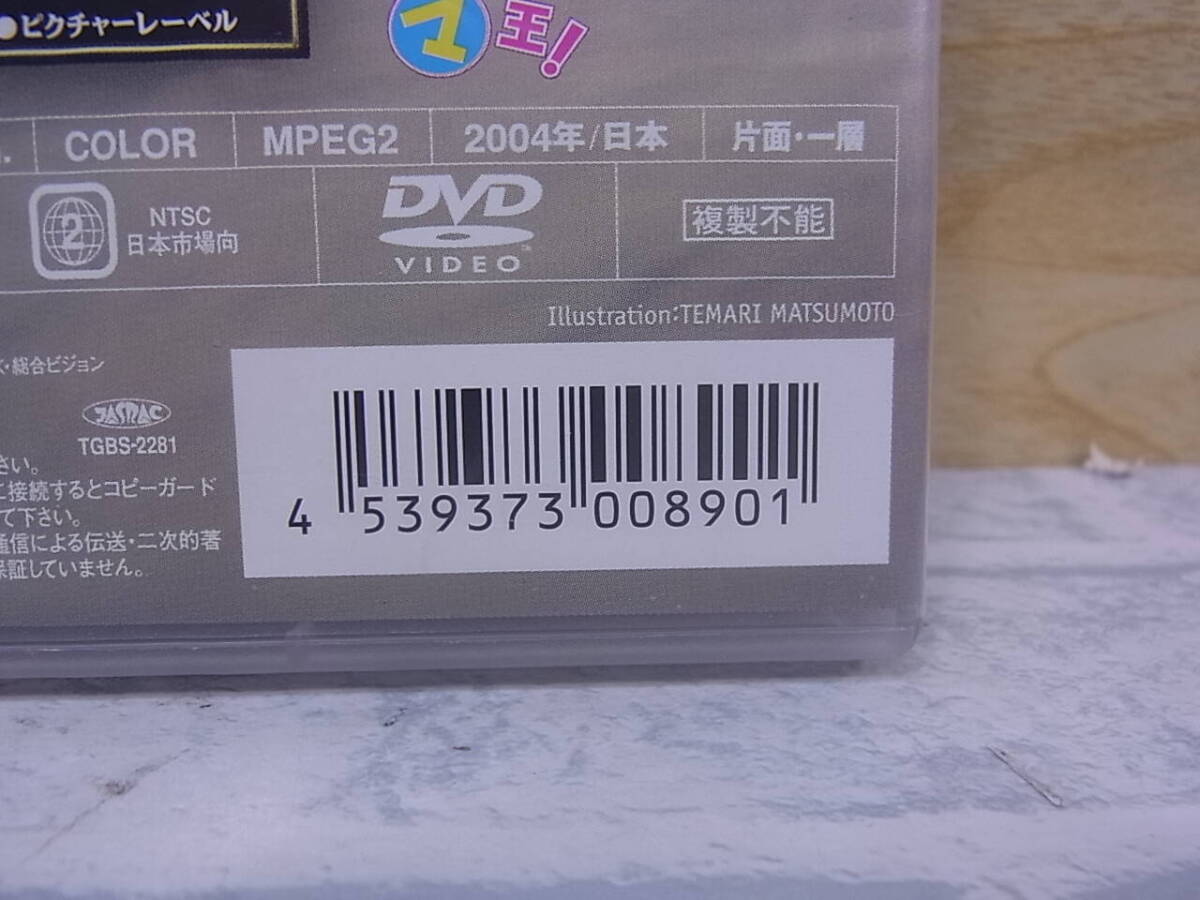 ●ピクチャーレーベル
マ王!
COLOR
MPEG2
2004年/日本
片面・一層
2
NTSC
日本市場向
DVD
VIDEO
複製不能
Illustration:TEMARI MATSUMOTO
・総合ビジョン
JASRAC
TGBS-2281
さい。
接続するとコピーガード
て下さい。
通信による伝送・二次的著
保証していません。
4 539373 008901